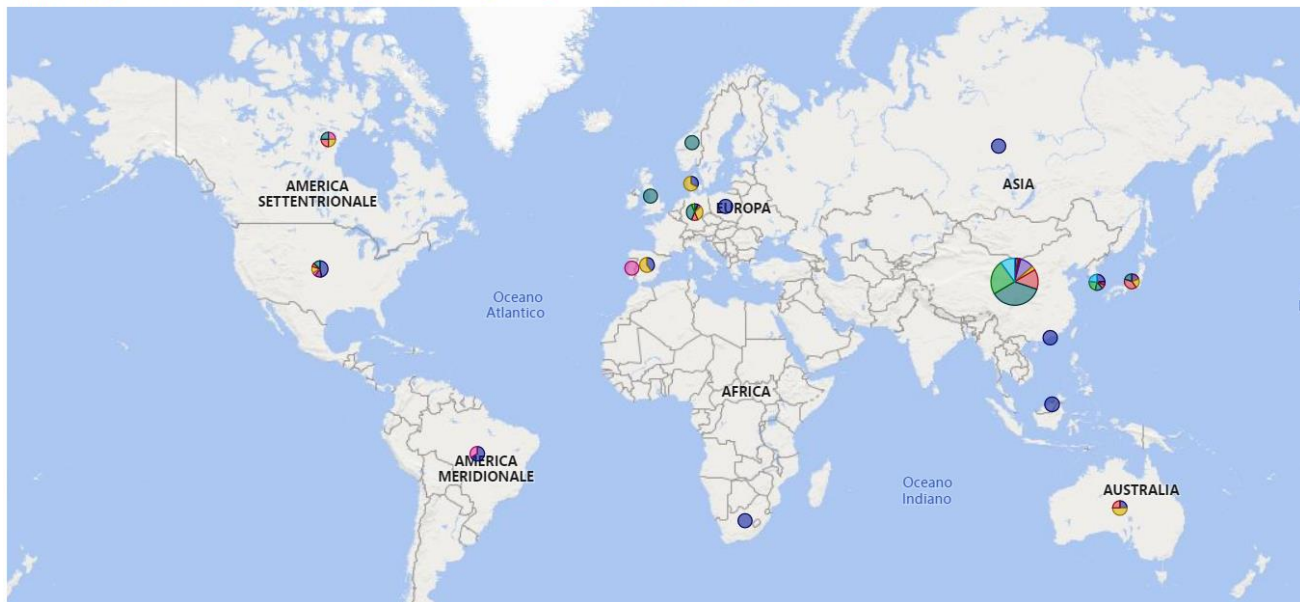 AMERICA
SETTENTRIONALE
ASIA
EUROPA
Oceano
Atlantico
AFRICA
AMERICA
MERIDIONALE
Oceano
Indiano
AUSTRALIA